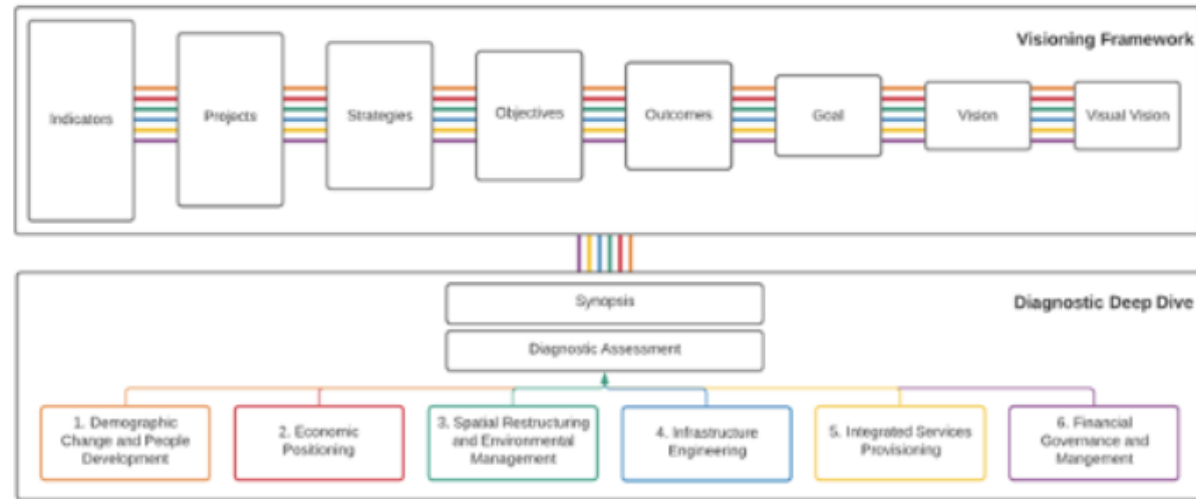 Visioning Framework
Indicators
Projects
Strategies
Objectives
Outcomes
Goal
Vision
Visual Vision
Diagnostic Deep Dive
Synopsis
Diagnostic Assessment
1. Demographic
Change and People
Development
2. Economic
Positioning
3. Spatial Restructuring
and Environmental
Management
4. Infrastructure
Engineering
5. Integrated Services
Provisioning
6. Financial
Governance and
Mangement